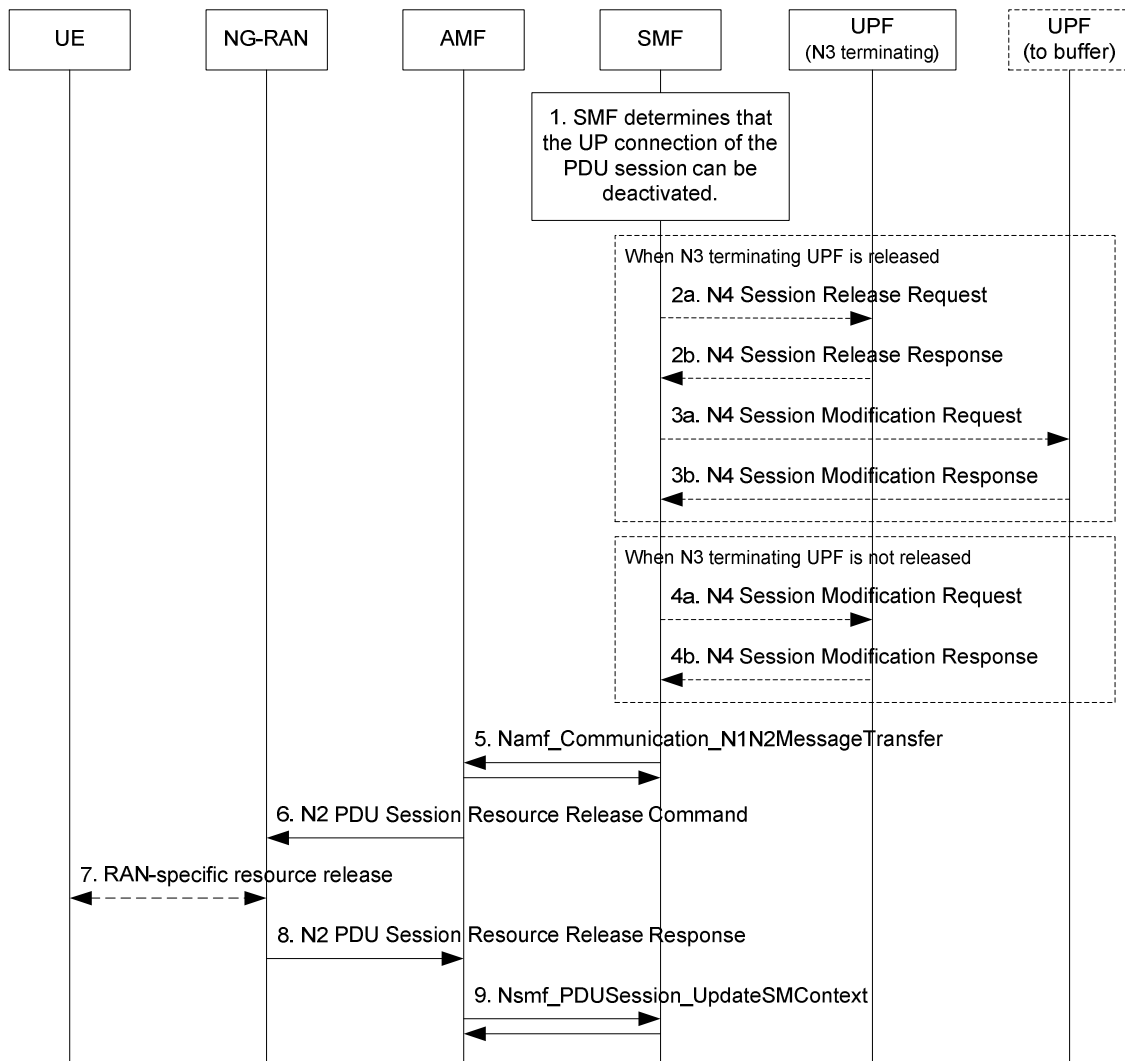 UE
NG-RAN
AMF
SMF
UPF
(N3 terminating)
UPF
(to buffer)
1. SMF determines that
the UP connection of the
PDU session can be
deactivated.
When N3 terminating UPF is released
2a. N4 Session Release Request
2b. N4 Session Release Response
3a. N4 Session Modification Request
3b. N4 Session Modification Response
When N3 terminating UPF is not released
4a. N4 Session Modification Request
4b. N4 Session Modification Response
5. Namf_Communication_N1N2MessageTransfer
6. N2 PDU Session Resource Release Command
7. RAN-specific resource release
8. N2 PDU Session Resource Release Response
9. Nsmf_PDUSession_UpdateSMContext